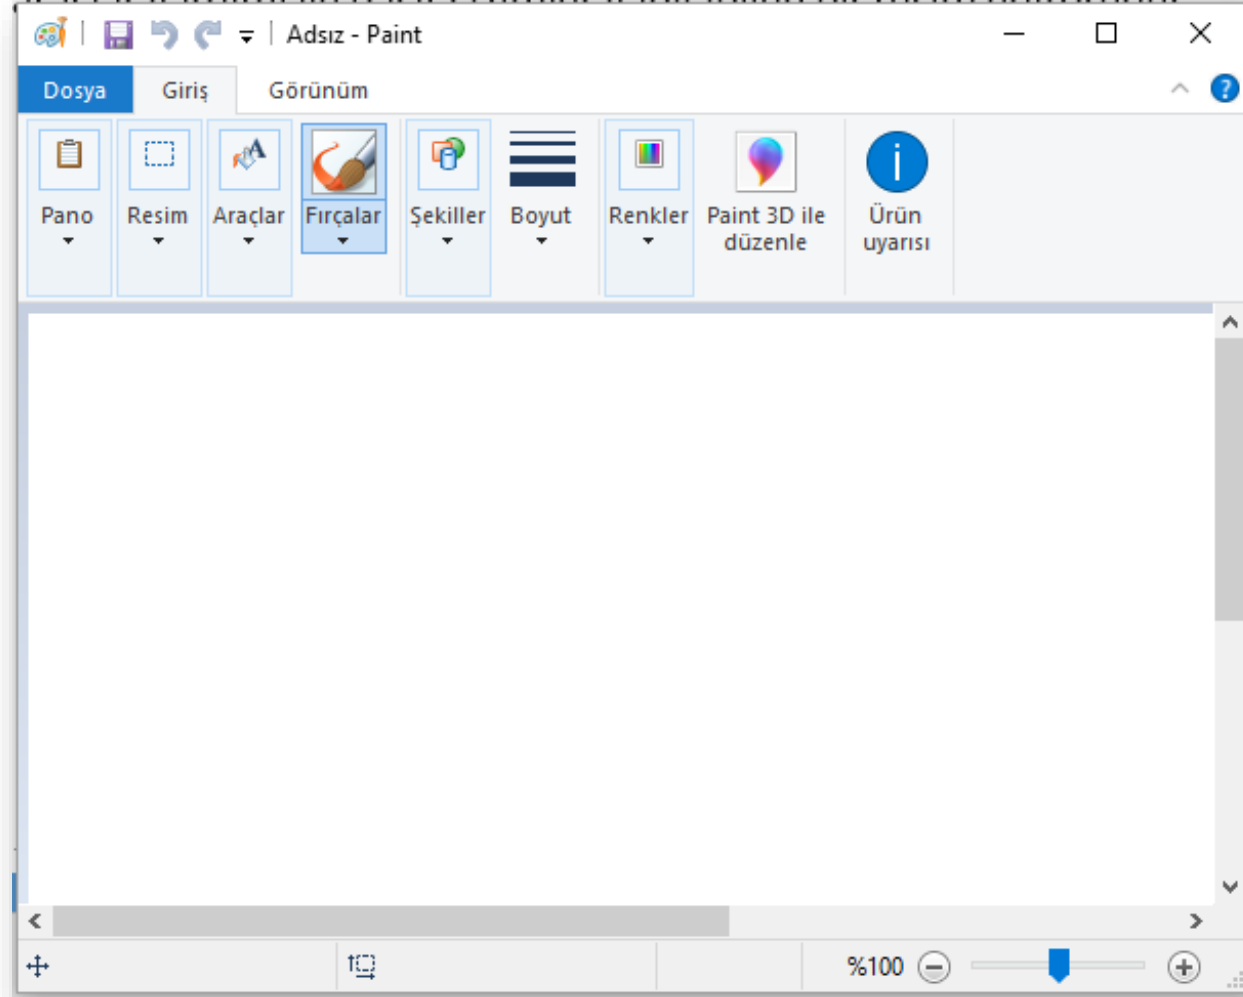 Adsız - Paint
Dosya Giriş Görünüm
Pano Resim Araçlar Fırçalar Şekiller Boyut Renkler Paint 3D ile düzenle Ürün uyarısı
%100